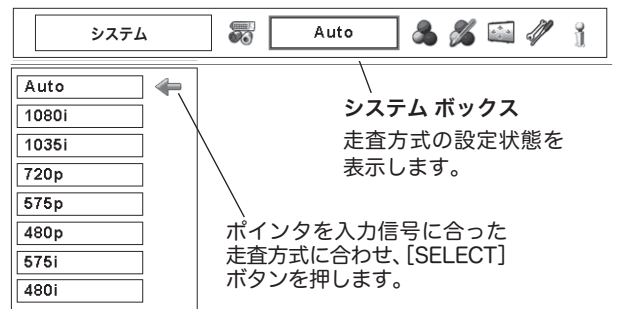 システム
Auto
Auto
1080i
1035i
720p
575p
480p
575i
480i
システム ボックス
走査方式の設定状態を
表示します。
ポインタを入力信号に合った
走査方式に合わせ、[SELECT]
ボタンを押します。